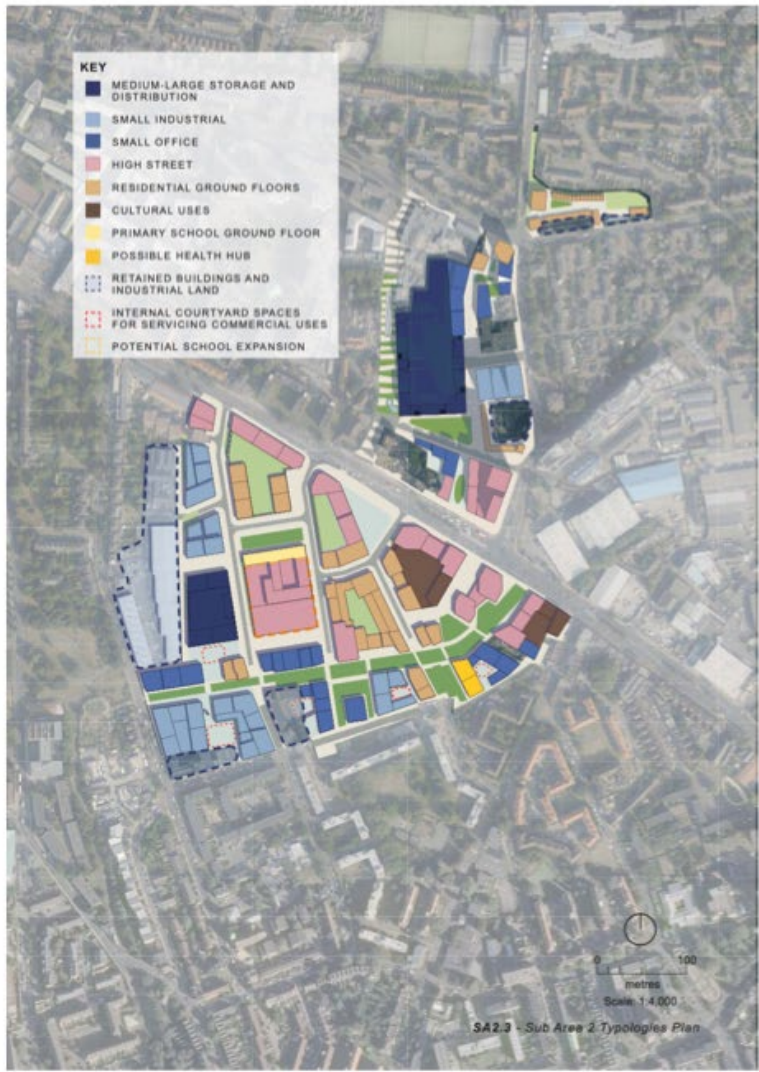 KEY
MEDIUM-LARGE STORAGE AND
DISTRIBUTION
SMALL INDUSTRIAL
SMALL OFFICE
HIGH STREET
RESIDENTIAL GROUND FLOORS
CULTURAL USES
PRIMARY SCHOOL GROUND FLOOR
POSSIBLE HEALTH HUB
RETAINED BUILDINGS AND
INDUSTRIAL LAND
INTERNAL COURTYARD SPACES
FOR SERVICING COMMERCIAL USES
POTENTIAL SCHOOL EXPANSION
0 100
metres
Scale: 1:4,000
SA2.3 - Sub Area 2 Typologies Plan